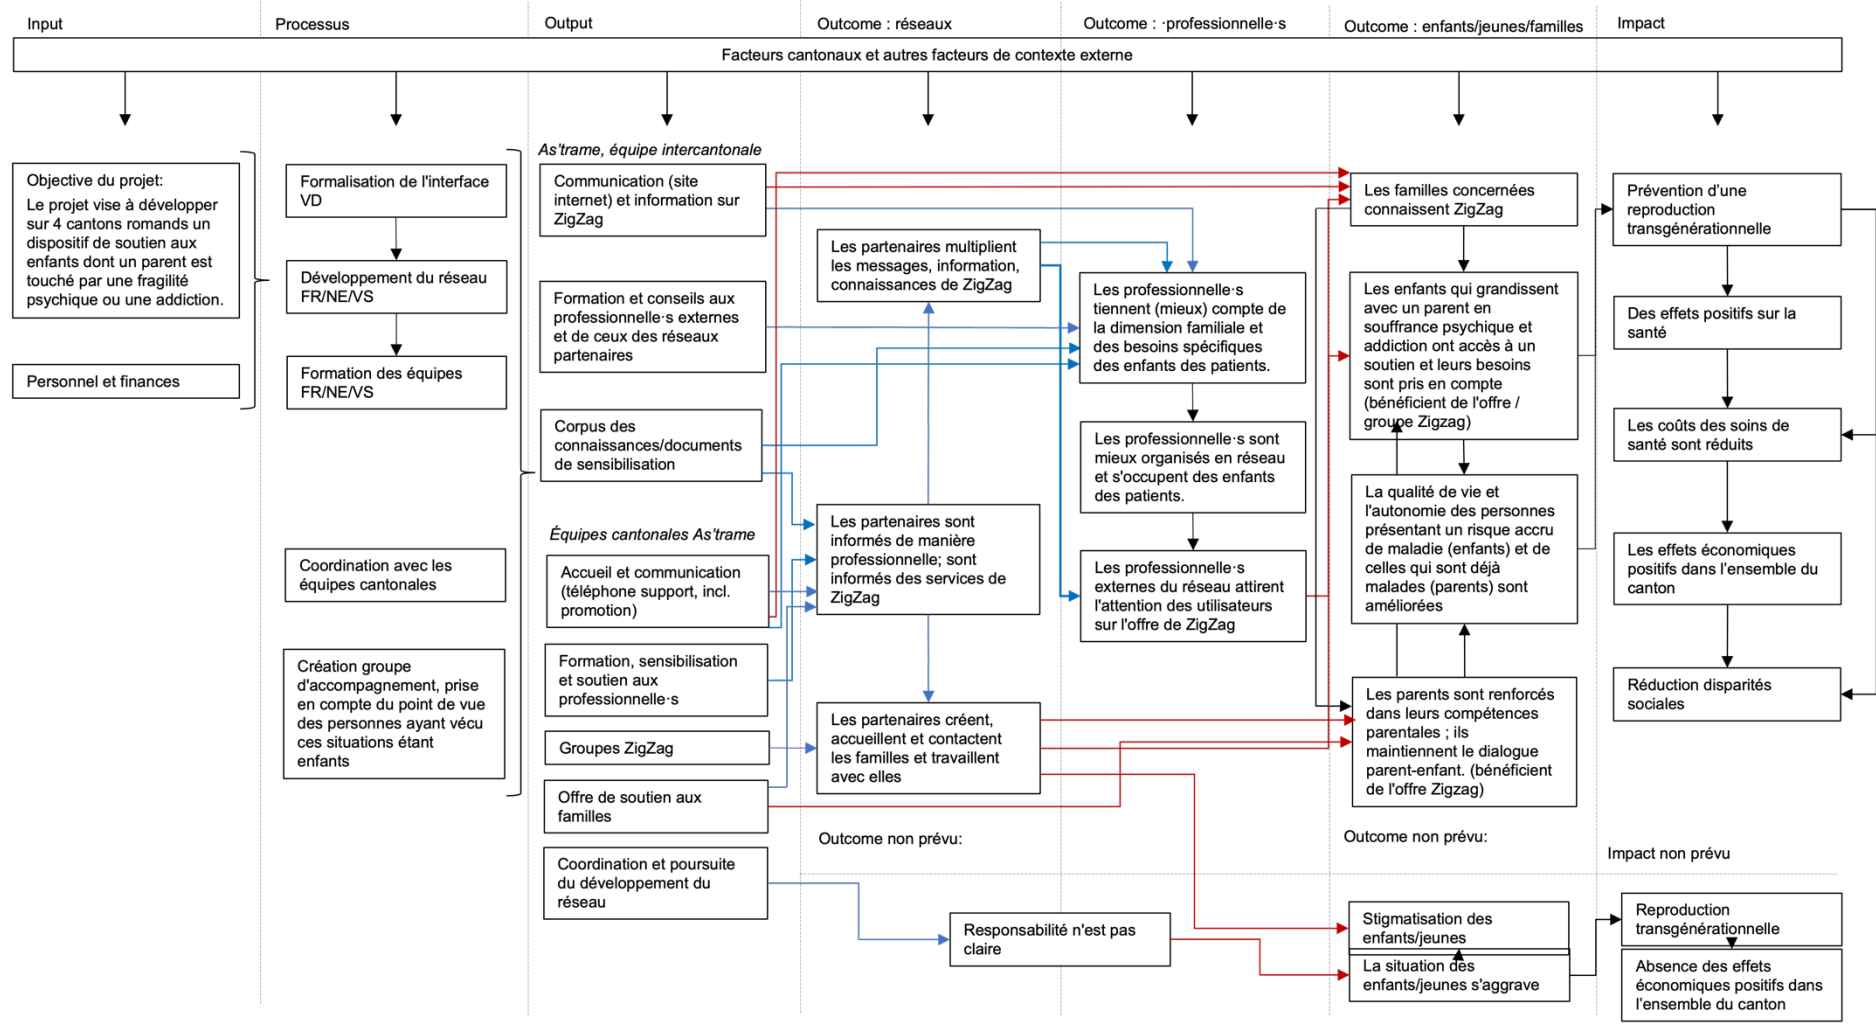 Input
Processus
Output
Outcome : réseaux
Outcome : ·professionnelle·s
Outcome : enfants/jeunes/familles
Impact
Facteurs cantonaux et autres facteurs de contexte externe
Objective du projet:
Le projet vise à développer
sur 4 cantons romands un
dispositif de soutien aux
enfants dont un parent est
touché par une fragilité
psychique ou une addiction.
Personnel et finances
Formalisation de l'interface
VD
Développement du réseau
FR/NE/VS
Formation des équipes
FR/NE/VS
Coordination avec les
équipes cantonales
Création groupe
d'accompagnement, prise
en compte du point de vue
des personnes ayant vécu
ces situations étant
enfants
As'trame, équipe intercantonale
Communication (site
internet) et information sur
ZigZag
Formation et conseils aux
professionnelle·s externes
et de ceux des réseaux
partenaires
Corpus des
connaissances/documents
de sensibilisation
Équipes cantonales As'trame
Accueil et communication
(téléphone support, incl.
promotion)
Formation, sensibilisation
et soutien aux
professionnelle·s
Groupes ZigZag
Offre de soutien aux
familles
Coordination et poursuite
du développement du
réseau
Les partenaires multiplient
les messages, information,
connaissances de ZigZag
Les partenaires sont
informés de manière
professionnelle; sont
informés des services de
ZigZag
Les partenaires créent,
accueillent et contactent
les familles et travaillent
avec elles
Outcome non prévu:
Responsabilité n'est pas
claire
Les professionnelle·s
tiennent (mieux) compte de
la dimension familiale et
des besoins spécifiques
des enfants des patients.
Les professionnelle·s sont
mieux organisés en réseau
et s'occupent des enfants
des patients.
Les professionnelle·s
externes du réseau attirent
l'attention des utilisateurs
sur l'offre de ZigZag
Les familles concernées
connaissent ZigZag
Les enfants qui grandissent
avec un parent en
souffrance psychique et
addiction ont accès à un
soutien et leurs besoins
sont pris en compte
(bénéficient de l'offre /
groupe Zigzag)
La qualité de vie et
l'autonomie des personnes
présentant un risque accru
de maladie (enfants) et de
celles qui sont déjà
malades (parents) sont
améliorées
Les parents sont renforcés
dans leurs compétences
parentales ; ils
maintiennent le dialogue
parent-enfant. (bénéficient
de l'offre Zigzag)
Outcome non prévu:
Stigmatisation des
enfants/jeunes
La situation des
enfants/jeunes s'aggrave
Prévention d'une
reproduction
transgénérationnelle
Des effets positifs sur la
santé
Les coûts des soins de
santé sont réduits
Les effets économiques
positifs dans l'ensemble du
canton
Réduction disparités
sociales
Impact non prévu
Reproduction
transgénérationnelle
Absence des effets
économiques positifs dans
l'ensemble du canton